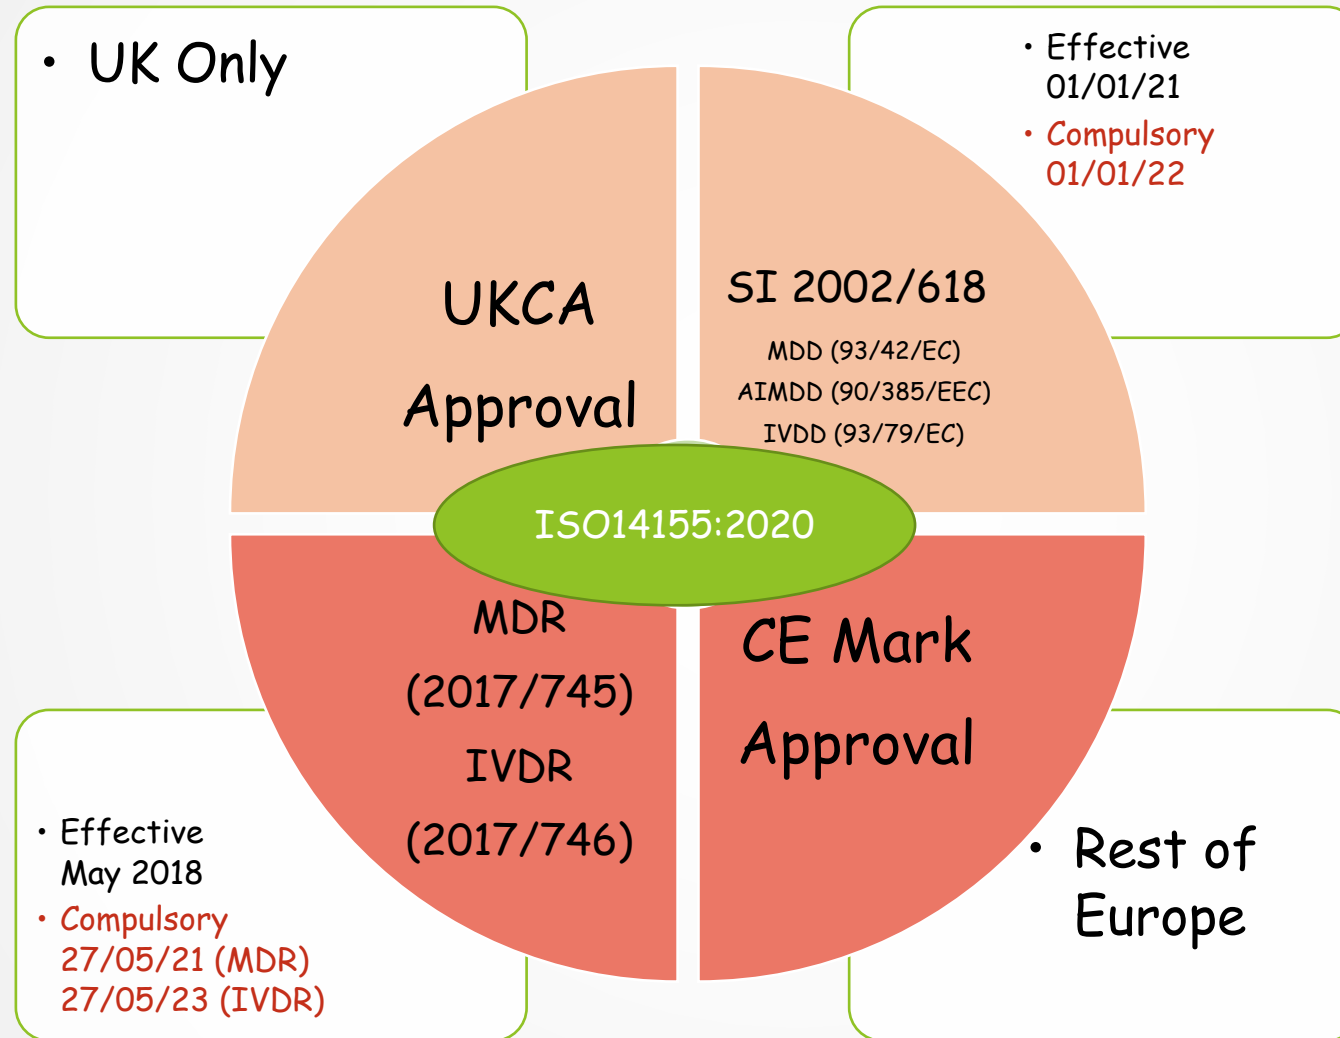 • UK Only
• Effective
01/01/21
• Compulsory
01/01/22
UKCA
Approval
SI 2002/618
MDD (93/42/EC)
AIMDD (90/385/EEC)
IVDD (93/79/EC)
ISO14155:2020
MDR
(2017/745)
IVDR
(2017/746)
CE Mark
Approval
• Effective
May 2018
• Compulsory
27/05/21 (MDR)
27/05/23 (IVDR)
• Rest of
Europe